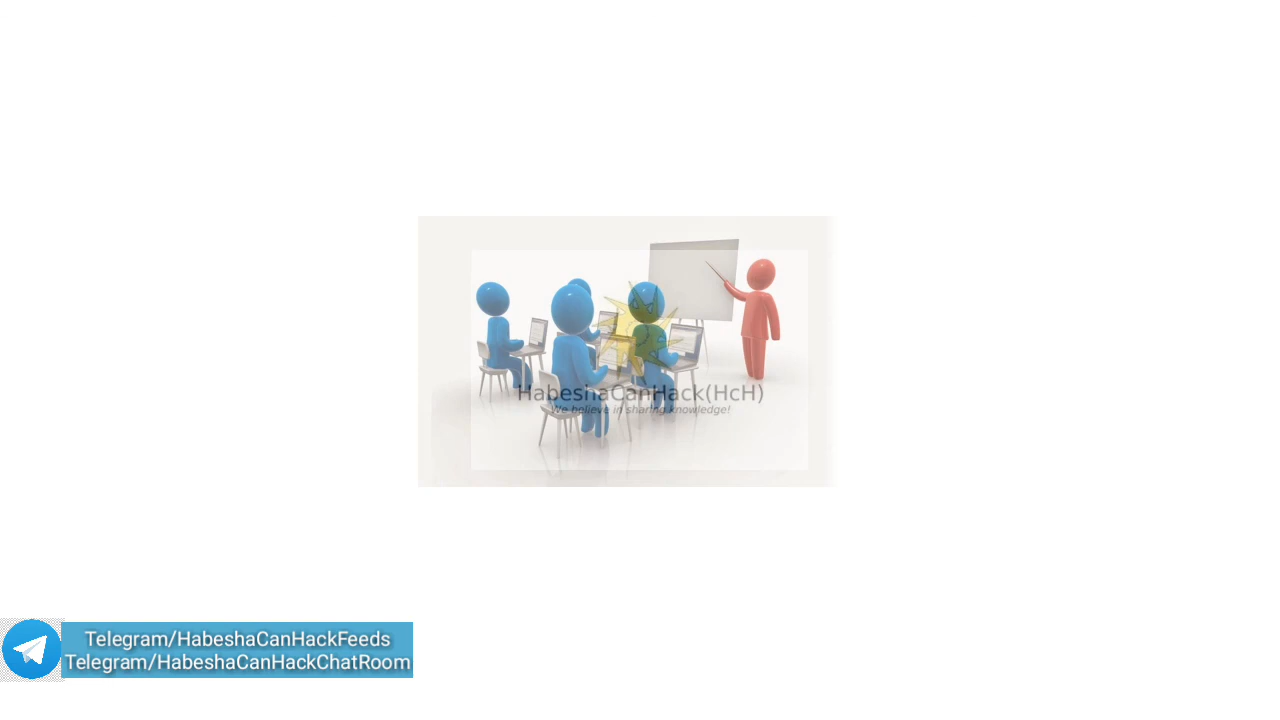 HabeshaCanHack(HcH)
We believe in sharing knowledge!
Telegram/HabeshaCanHackFeeds
Telegram/HabeshaCanHackChatRoom